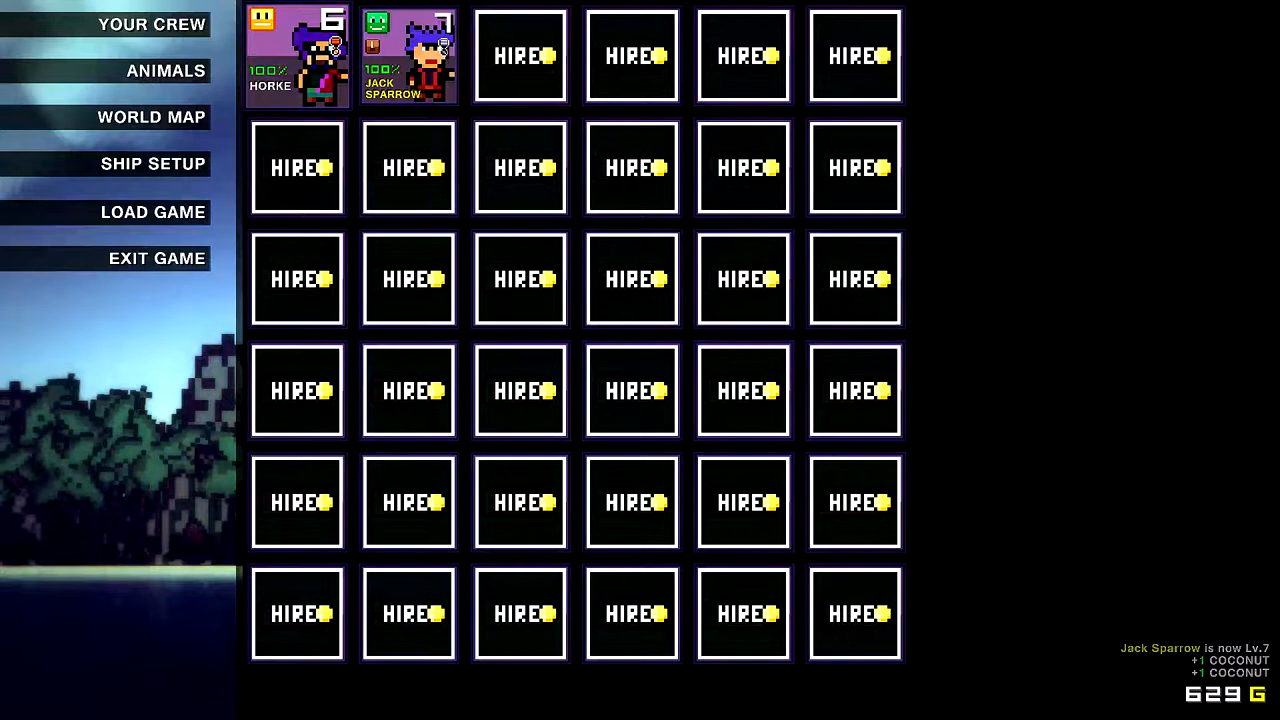 YOUR CREW
ANIMALS
WORLD MAP
SHIP SETUP
LOAD GAME
EXIT GAME
6
100%
HORKE
7
100%
JACK
SPARROW
HIRE HIRE HIRE HIRE
HIRE HIRE HIRE HIRE HIRE HIRE
HIRE HIRE HIRE HIRE HIRE HIRE
HIRE HIRE HIRE HIRE HIRE HIRE
HIRE HIRE HIRE HIRE HIRE HIRE
HIRE HIRE HIRE HIRE HIRE HIRE
Jack Sparrow is now Lv.7
+1 COCONUT
+1 COCONUT
629 G